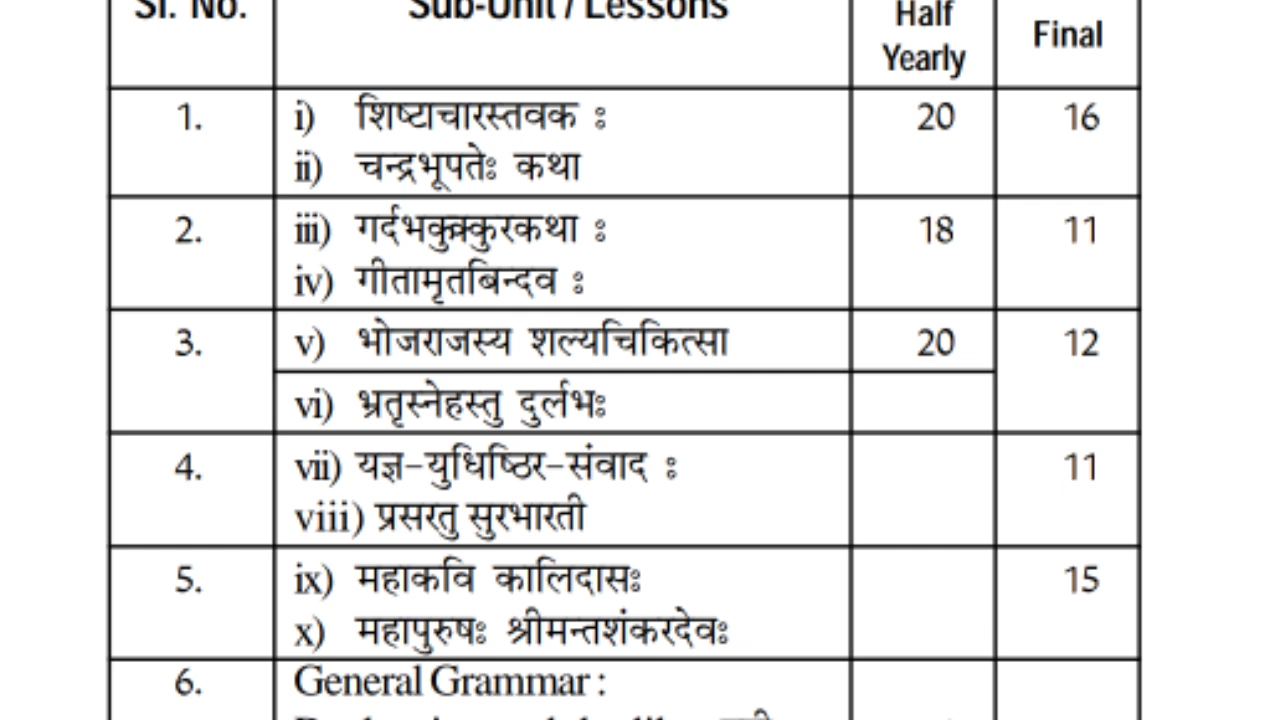 Sl. No. Sub-Unit / Lessons Half Yearly Final
1. i) शिष्टाचारस्तवक ः 20 16
ii) चन्द्रभूपतेः कथा
2. iii) गर्दभकुक्कुरकथा ः 18 11
iv) गीतामृतबिन्दव ः
3. v) भोजराजस्य शल्यचिकित्सा 20 12
vi) भ्रतृस्नेहस्तु दुर्लभः
4. vii) यज्ञ-युधिष्ठिर-संवाद ः 11
viii) प्रसरतु सुरभारती
5. ix) महाकवि कालिदासः 15
x) महापुरुषः श्रीमन्तशंकरदेवः
6. General Grammar :